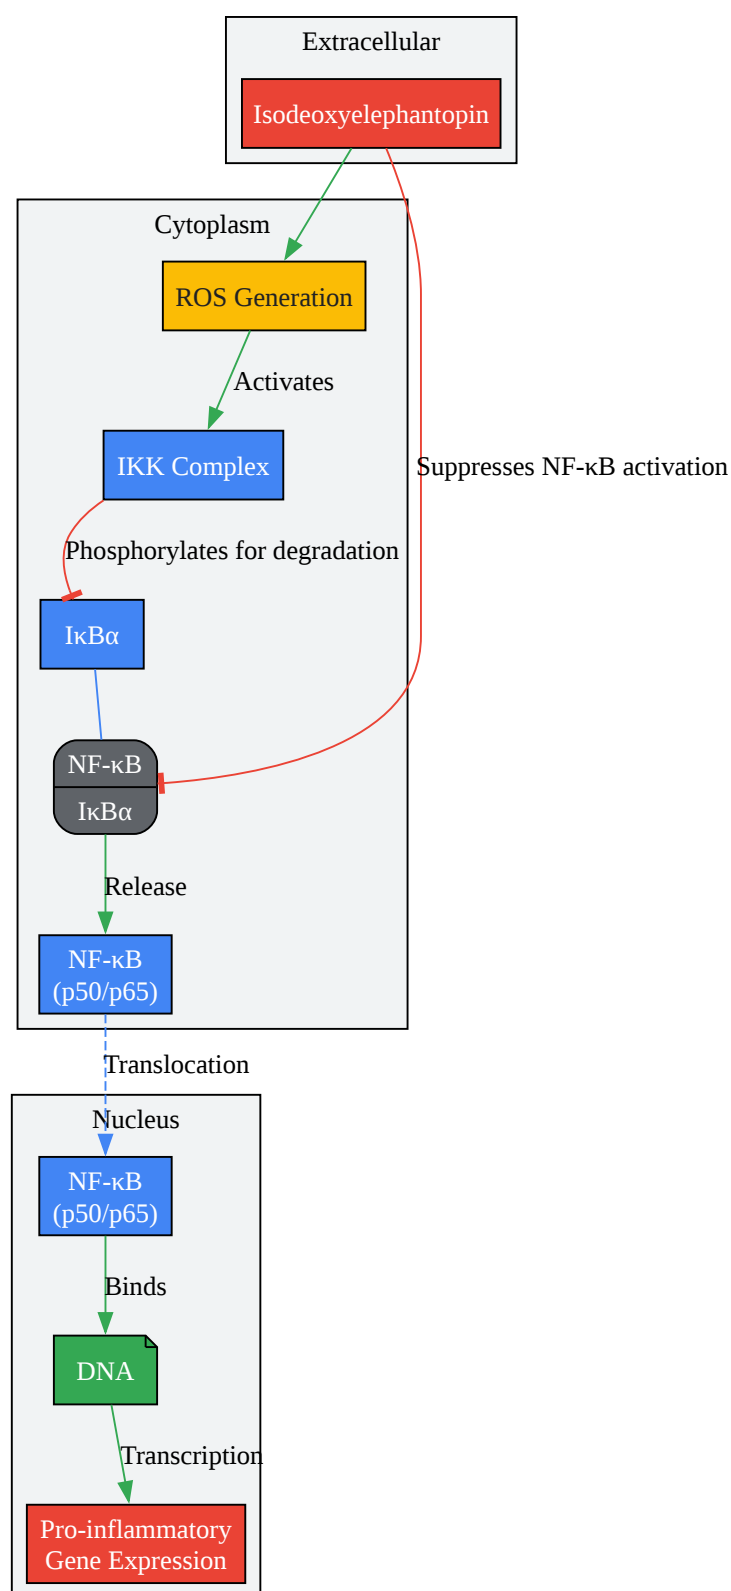 Extracellular
Isodeoxyelephantopin
Cytoplasm
ROS Generation
Activates
IKK Complex
Suppresses NF-κB activation
Phosphorylates for degradation
IκBα
NF-κB
IκBα
Release
NF-κB
(p50/p65)
Translocation
Nucleus
NF-κB
(p50/p65)
Binds
DNA
Transcription
Pro-inflammatory
Gene Expression